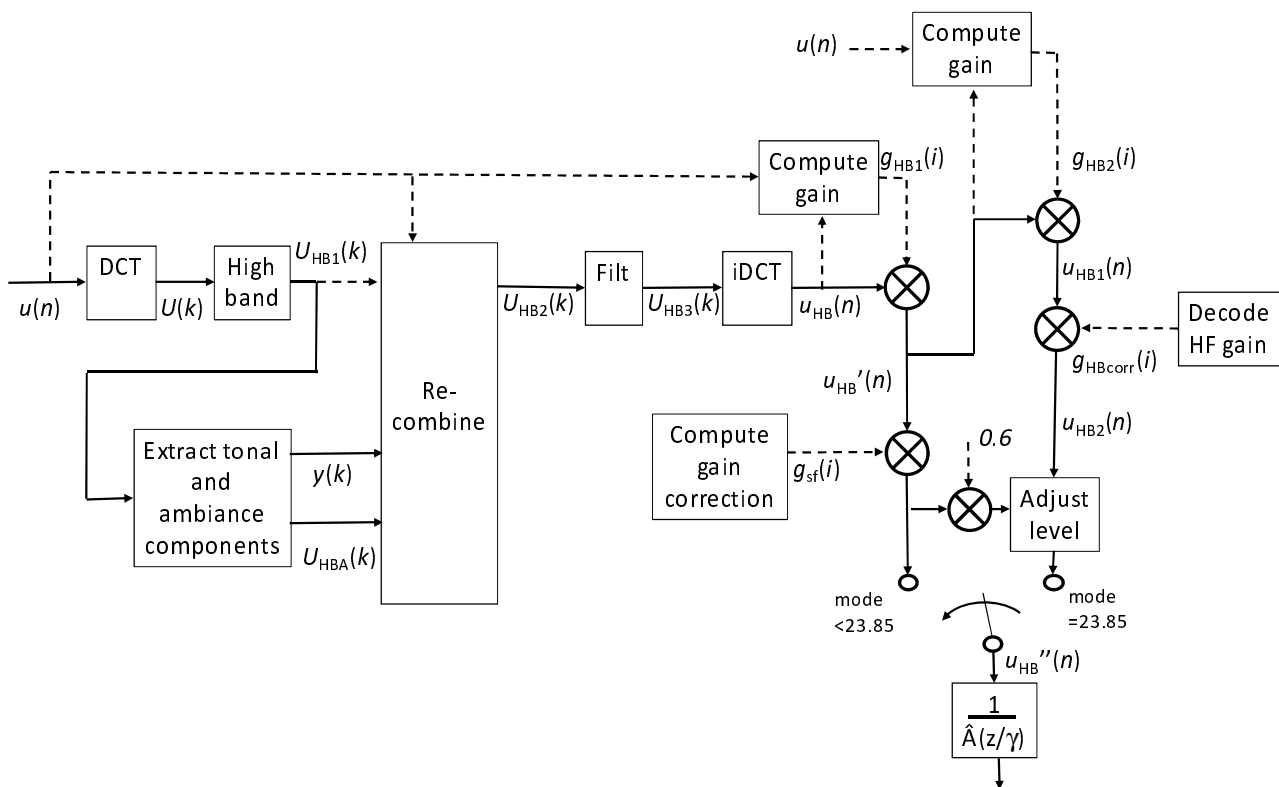 u(n)
Compute
gain
g_HB2(i)
Compute
gain
g_HB1(i)
u(n)
DCT
U(k)
High
band
U_HB1(k)
Re-
combine
U_HB2(k)
Filt
U_HB3(k)
iDCT
u_HB(n)
u_HB1(n)
Decode
HF gain
g_HBcorr(i)
u_HB'(n)
u_HB2(n)
Extract tonal
and
ambiance
components
y(k)
U_HBA(k)
Compute
gain
correction
g_sf(i)
0.6
Adjust
level
mode
<23.85
mode
=23.85
u_HB''(n)
1
Â(z/γ)